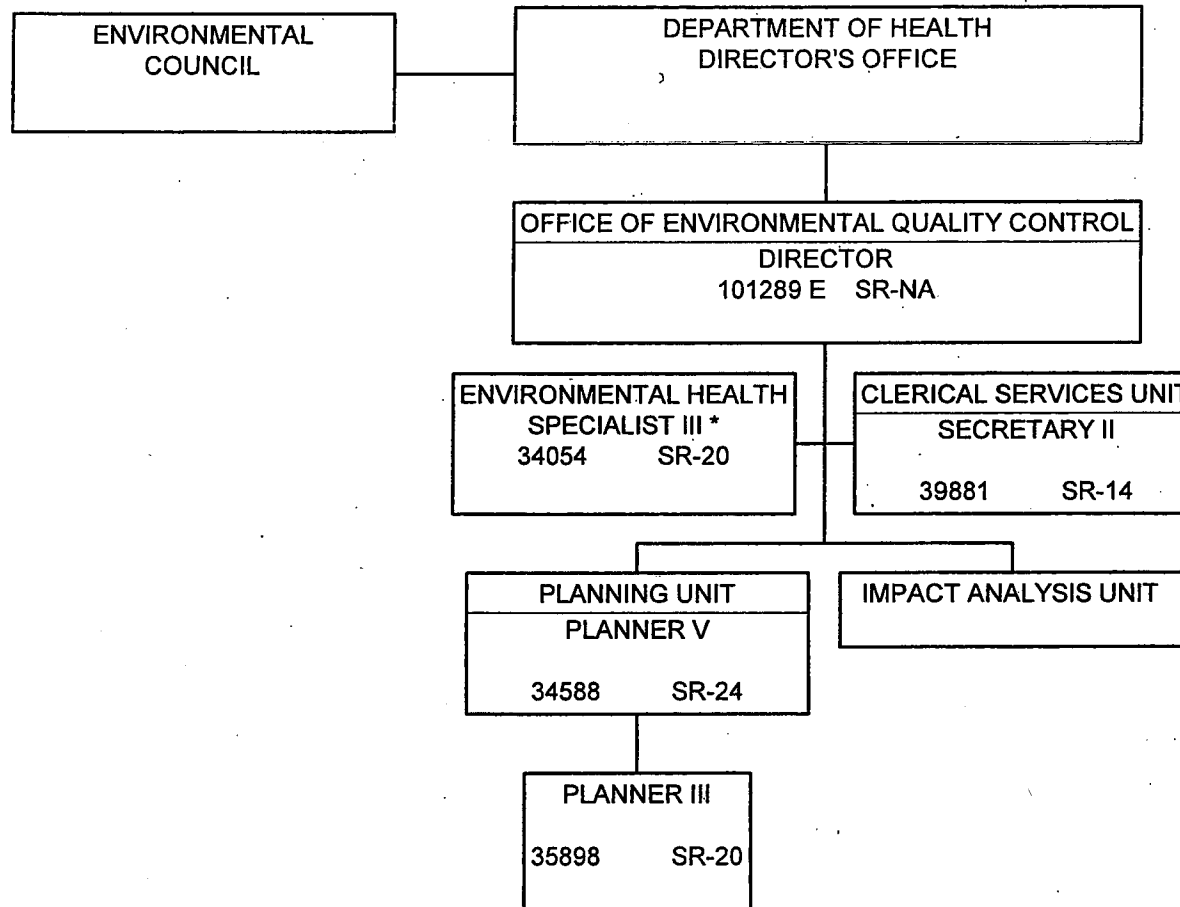 ENVIRONMENTAL
COUNCIL
DEPARTMENT OF HEALTH
DIRECTOR'S OFFICE
OFFICE OF ENVIRONMENTAL QUALITY CONTROL
DIRECTOR
101289 E SR-NA
ENVIRONMENTAL HEALTH
SPECIALIST III *
34054 SR-20
CLERICAL SERVICES UNIT
SECRETARY II
39881 SR-14
PLANNING UNIT
PLANNER V
34588 SR-24
IMPACT ANALYSIS UNIT
PLANNER III
35898 SR-20